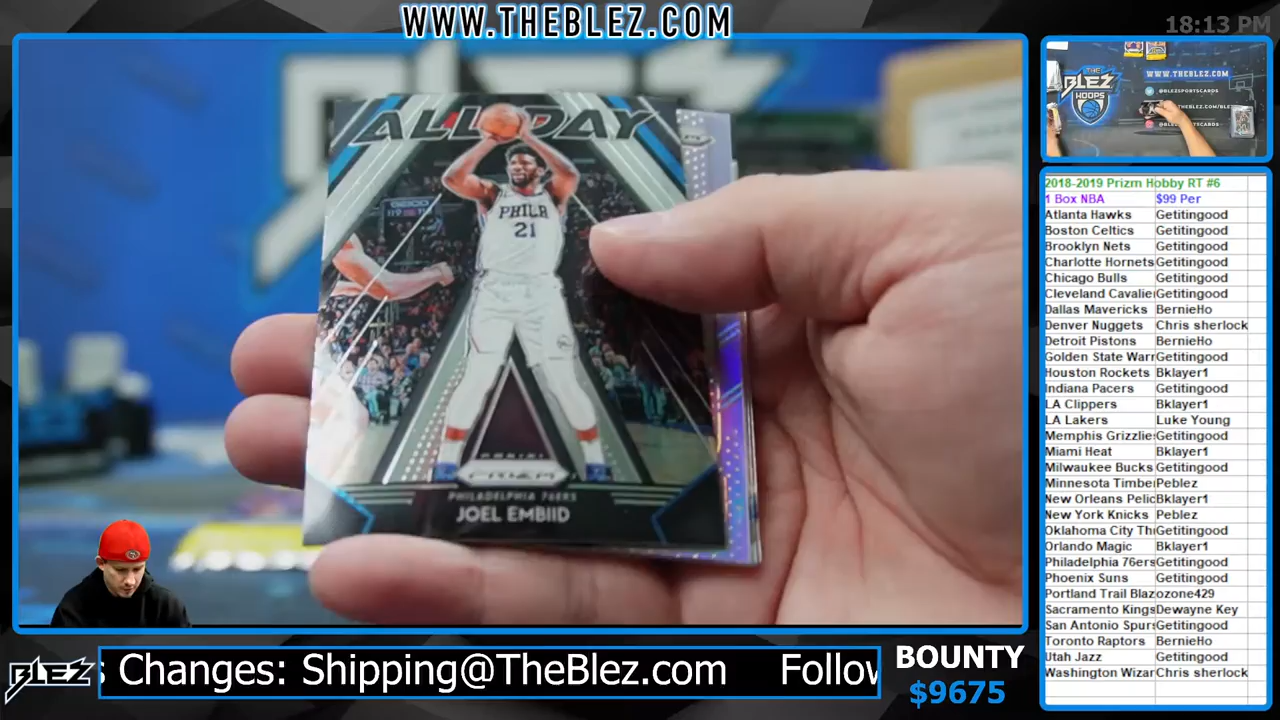 WWW.THEBLEZ.COM
18:13 PM
ALL DAY
GEICO
PHILA
21
PANINI
PRIZM
PHILADELPHIA 76ERS
JOEL EMBIID
THE
BLEZ
HOOPS
WWW.THEBLEZ.COM
@BLEZSPORTSCARDS
2018-2019 Prizm Hobby RT #6
1 Box NBA $99 Per
Atlanta Hawks Getitingood
Boston Celtics Getitingood
Brooklyn Nets Getitingood
Charlotte Hornets Getitingood
Chicago Bulls Getitingood
Cleveland Cavalie Getitingood
Dallas Mavericks BernieHo
Denver Nuggets Chris sherlock
Detroit Pistons BernieHo
Golden State Warr Getitingood
Houston Rockets Bklayer1
Indiana Pacers Getitingood
LA Clippers Bklayer1
LA Lakers Luke Young
Memphis Grizzlie Getitingood
Miami Heat Bklayer1
Milwaukee Bucks Getitingood
Minnesota Timbe Peblez
New Orleans Pelic Bklayer1
New York Knicks Peblez
Oklahoma City Th Getitingood
Orlando Magic Bklayer1
Philadelphia 76ers Getitingood
Phoenix Suns Getitingood
Portland Trail Blaz ozone429
Sacramento Kings Dewayne Key
San Antonio Spurs Getitingood
Toronto Raptors BernieHo
Utah Jazz Getitingood
Washington Wizar Chris sherlock
BLEZ
s Changes: Shipping@TheBlez.com Follow
BOUNTY
$9675